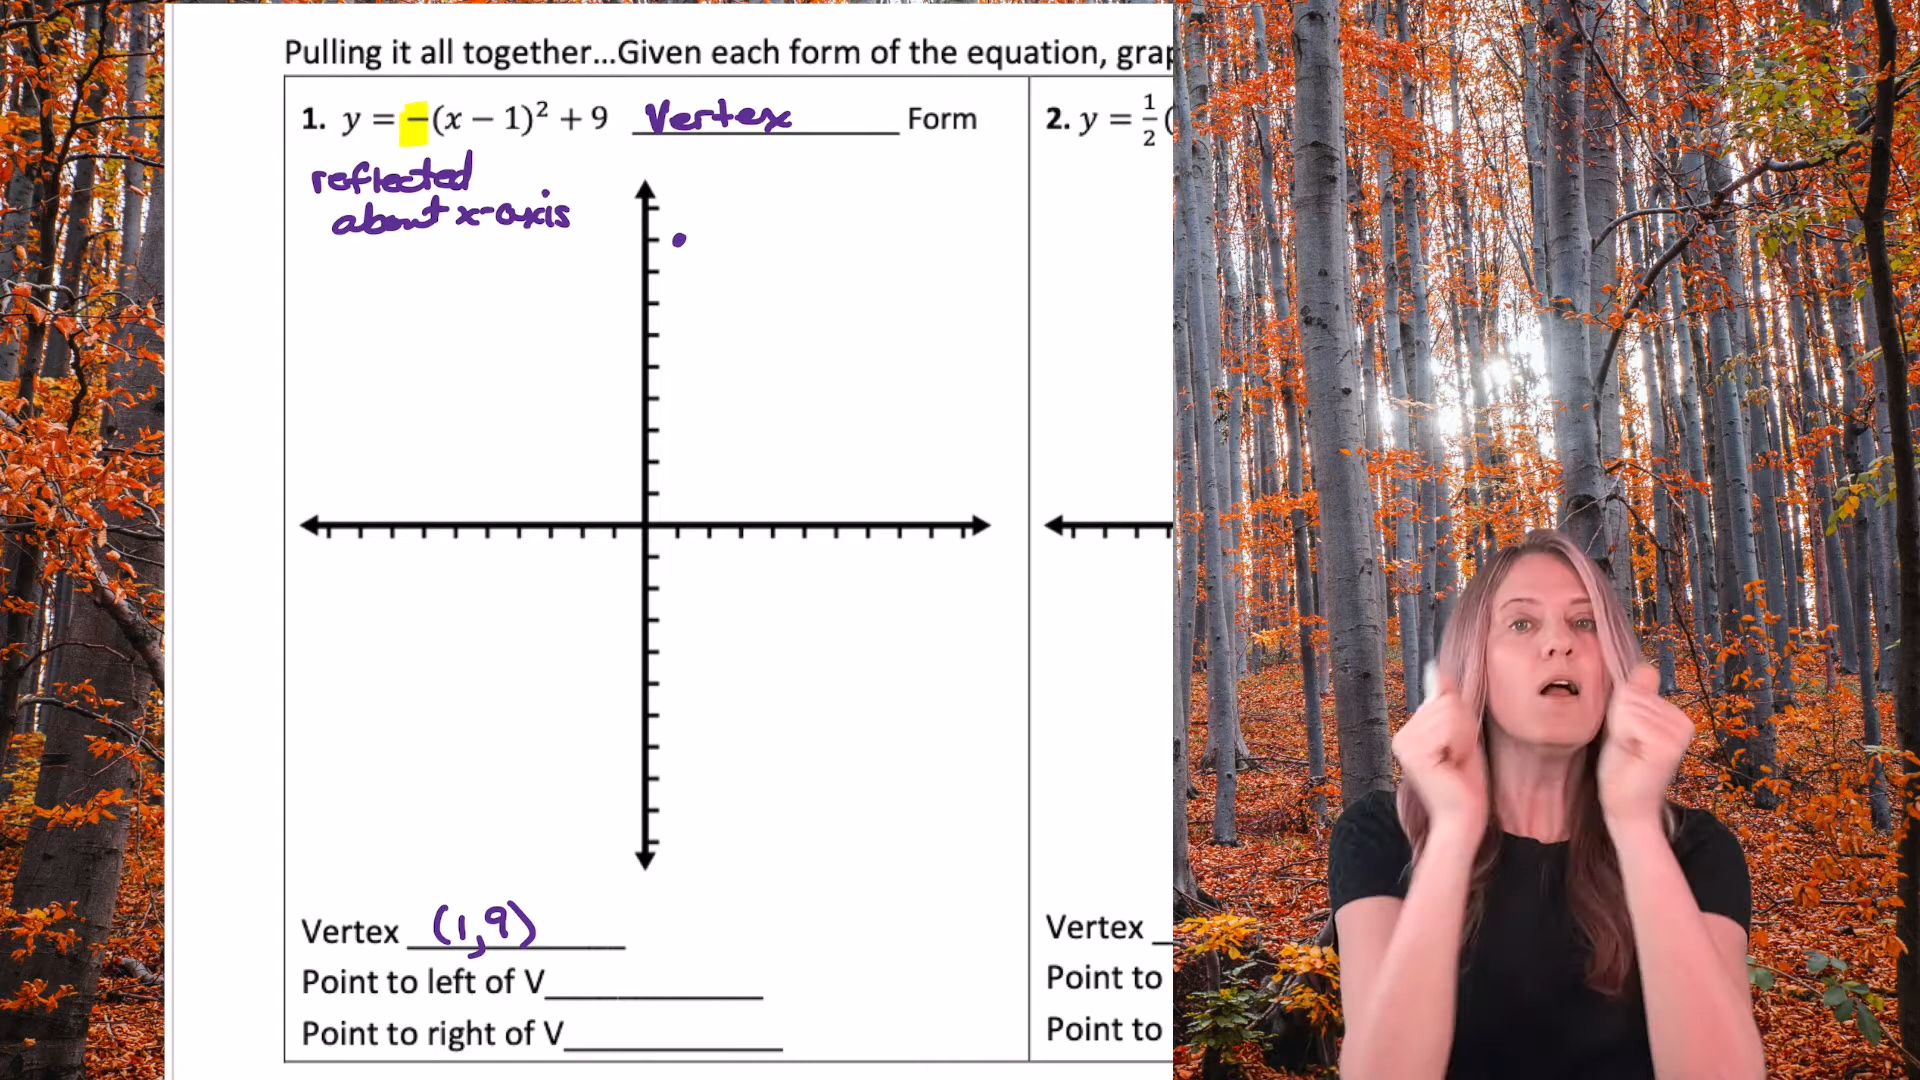 Pulling it all together...Given each form of the equation, grap
1. y = −(x − 1)² + 9 Vertex Form
reflected
about x-axis
Vertex (1,9)
Point to left of V
Point to right of V
2. y = ½(
Vertex
Point to
Point to